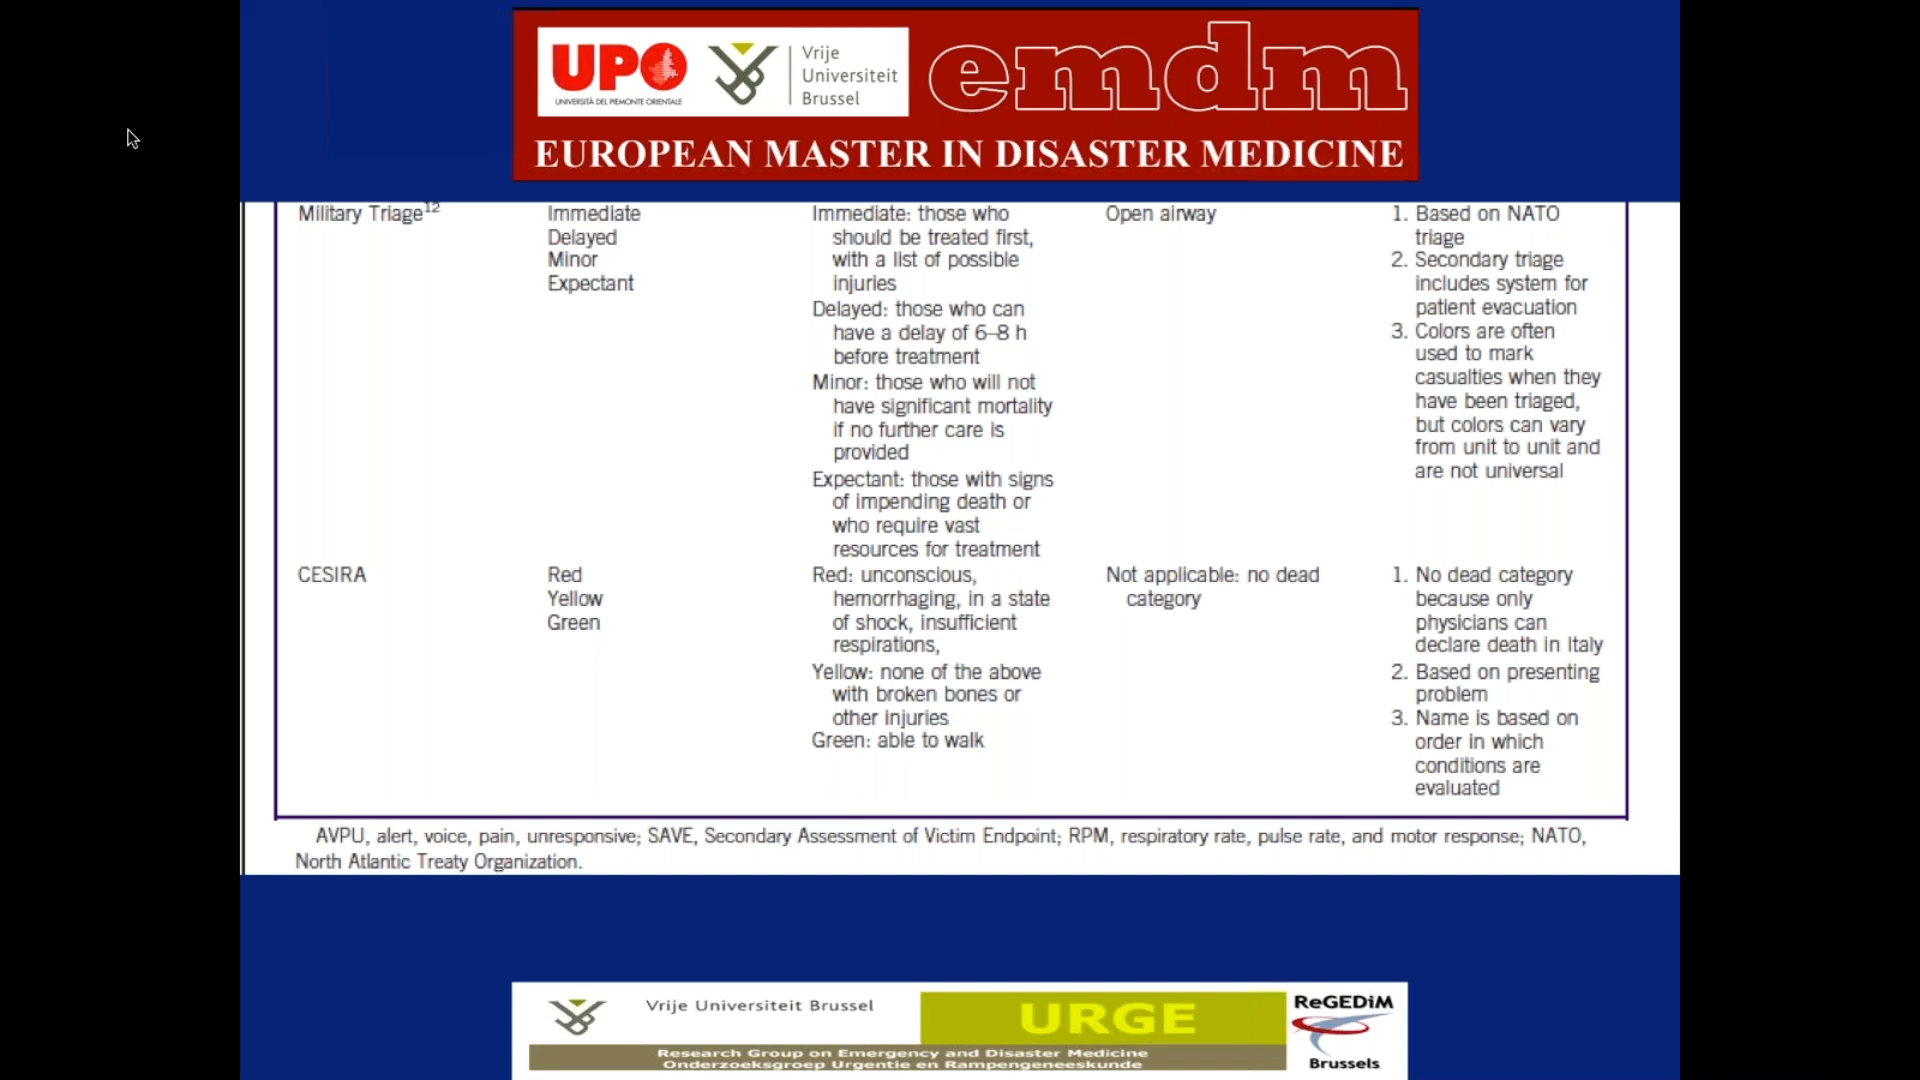 UPO
UNIVERSITÀ DEL PIEMONTE ORIENTALE
Vrije
Universiteit
Brussel
emdm
EUROPEAN MASTER IN DISASTER MEDICINE
Military Triage12
Immediate
Delayed
Minor
Expectant
Immediate: those who
should be treated first,
with a list of possible
injuries
Delayed: those who can
have a delay of 6–8 h
before treatment
Minor: those who will not
have significant mortality
if no further care is
provided
Expectant: those with signs
of impending death or
who require vast
resources for treatment
Open airway
1. Based on NATO
triage
2. Secondary triage
includes system for
patient evacuation
3. Colors are often
used to mark
casualties when they
have been triaged,
but colors can vary
from unit to unit and
are not universal
CESIRA
Red
Yellow
Green
Red: unconscious,
hemorrhaging, in a state
of shock, insufficient
respirations,
Yellow: none of the above
with broken bones or
other injuries
Green: able to walk
Not applicable: no dead
category
1. No dead category
because only
physicians can
declare death in Italy
2. Based on presenting
problem
3. Name is based on
order in which
conditions are
evaluated
AVPU, alert, voice, pain, unresponsive; SAVE, Secondary Assessment of Victim Endpoint; RPM, respiratory rate, pulse rate, and motor response; NATO,
North Atlantic Treaty Organization.
Vrije Universiteit Brussel
URGE
Research Group on Emergency and Disaster Medicine
Onderzoeksgroep Urgentie en Rampengeneeskunde
ReGEDiM
Brussels